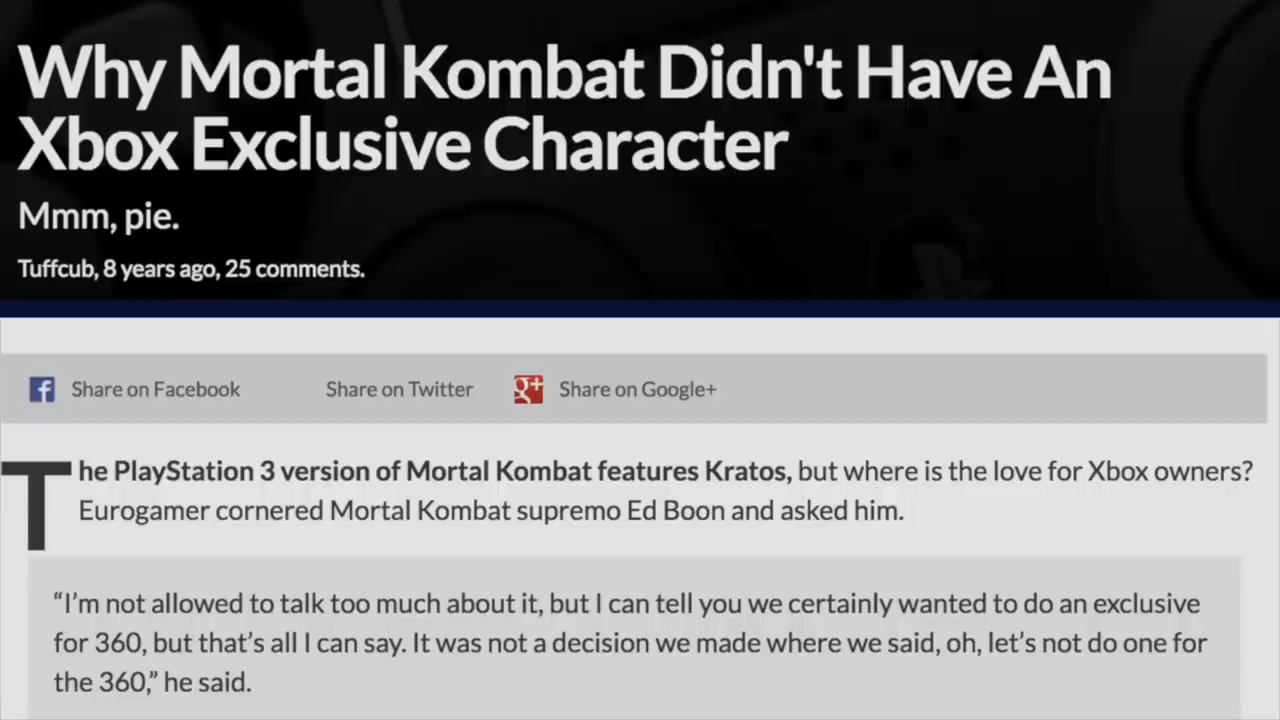 Why Mortal Kombat Didn't Have An
Xbox Exclusive Character
Mmm, pie.
Tuffcub, 8 years ago, 25 comments.
Share on Facebook Share on Twitter Share on Google+
The PlayStation 3 version of Mortal Kombat features Kratos, but where is the love for Xbox owners?
Eurogamer cornered Mortal Kombat supremo Ed Boon and asked him.
“I’m not allowed to talk too much about it, but I can tell you we certainly wanted to do an exclusive
for 360, but that’s all I can say. It was not a decision we made where we said, oh, let’s not do one for
the 360,” he said.